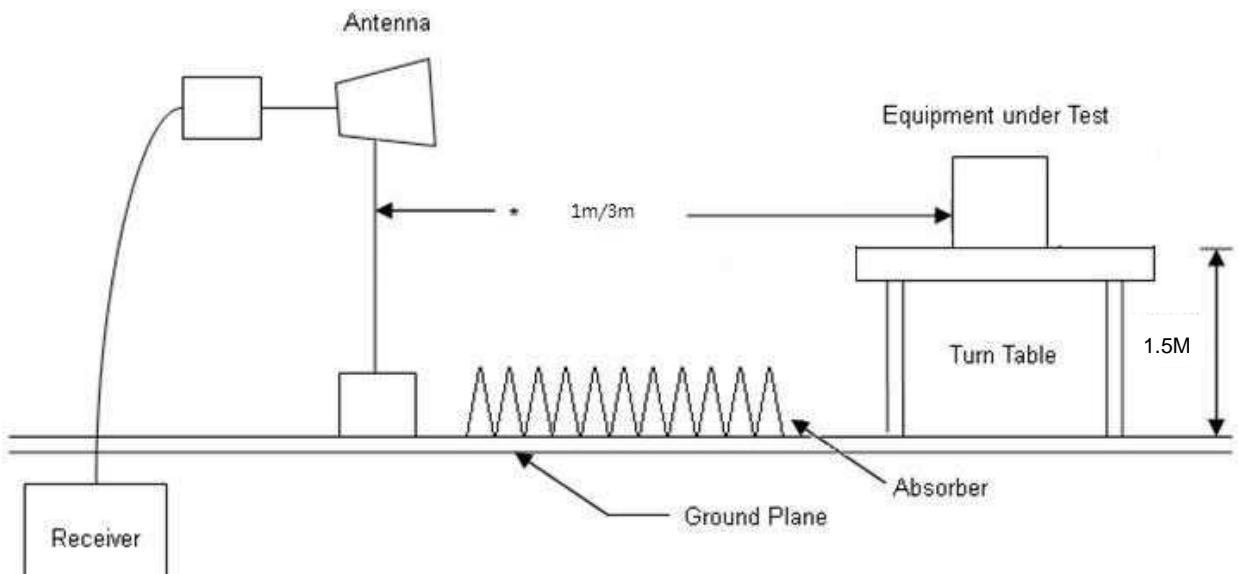 Antenna
Equipment under Test
* 1m/3m
Turn Table
1.5M
Absorber
Ground Plane
Receiver